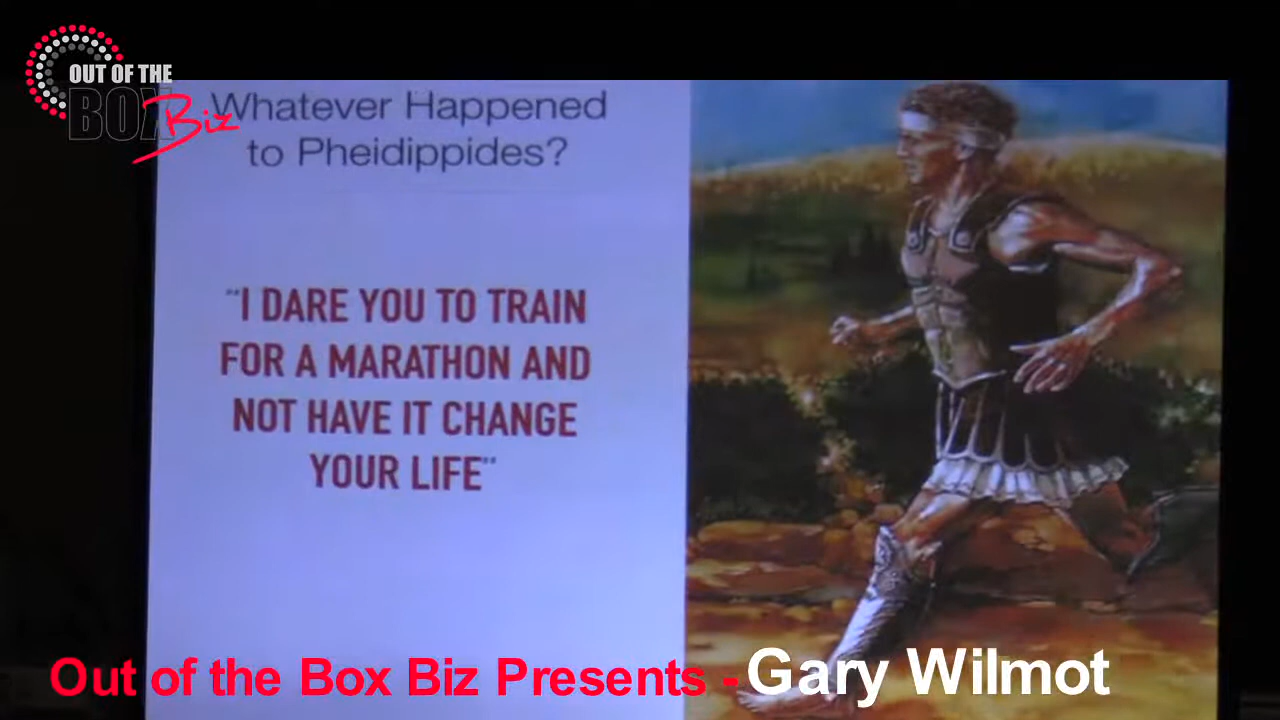 OUT OF THE
BOX Biz
Whatever Happened
to Pheidippides?
"I DARE YOU TO TRAIN
FOR A MARATHON AND
NOT HAVE IT CHANGE
YOUR LIFE"
Out of the Box Biz Presents - Gary Wilmot